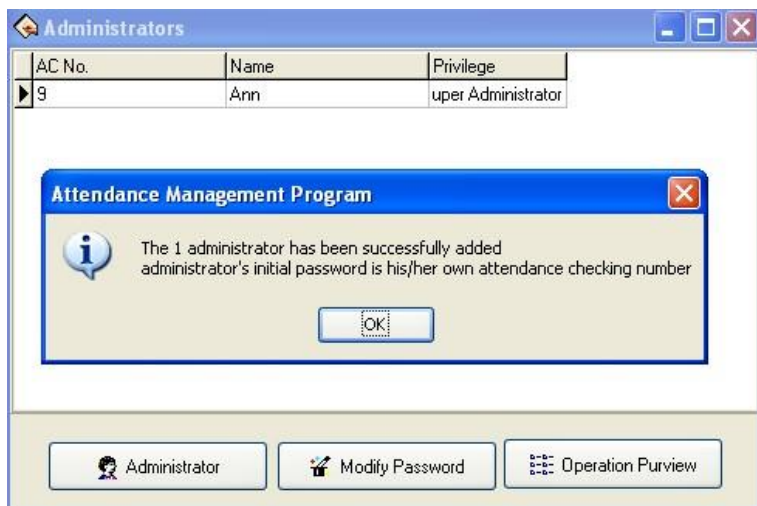 Administrators
AC No. Name Privilege
9 Ann uper Administrator
Attendance Management Program
The 1 administrator has been successfully added
administrator's initial password is his/her own attendance checking number
OK
Administrator Modify Password Operation Purview